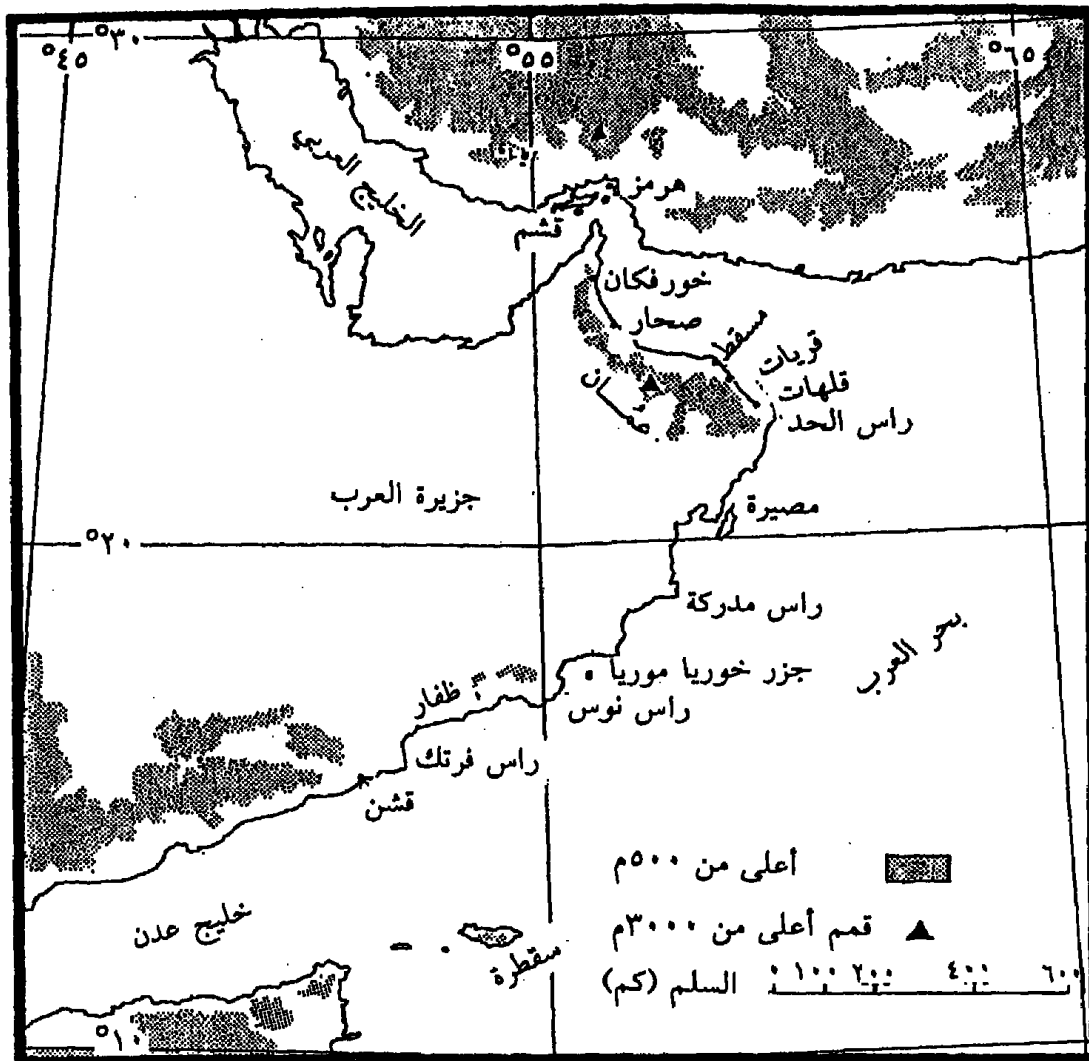 °٤٥
°٣٠
°٥٥
°٦٥
الخليج العربي
هرمز
قشم
خورفكان
صحار
مسقط
قريات
قلهات
راس الحد
عُمان
جزيرة العرب
مصيرة
°٢٠
راس مدركة
بحر العرب
جزر خوريا موريا
ظفار
راس نوس
راس فرتك
قشن
أعلى من ٥٠٠م
خليج عدن
قمم أعلى من ٣٠٠٠م
سقطرة
السلم (كم)
٠ ١٠٠ ٢٠٠ ٤٠٠ ٦٠٠
°١٠